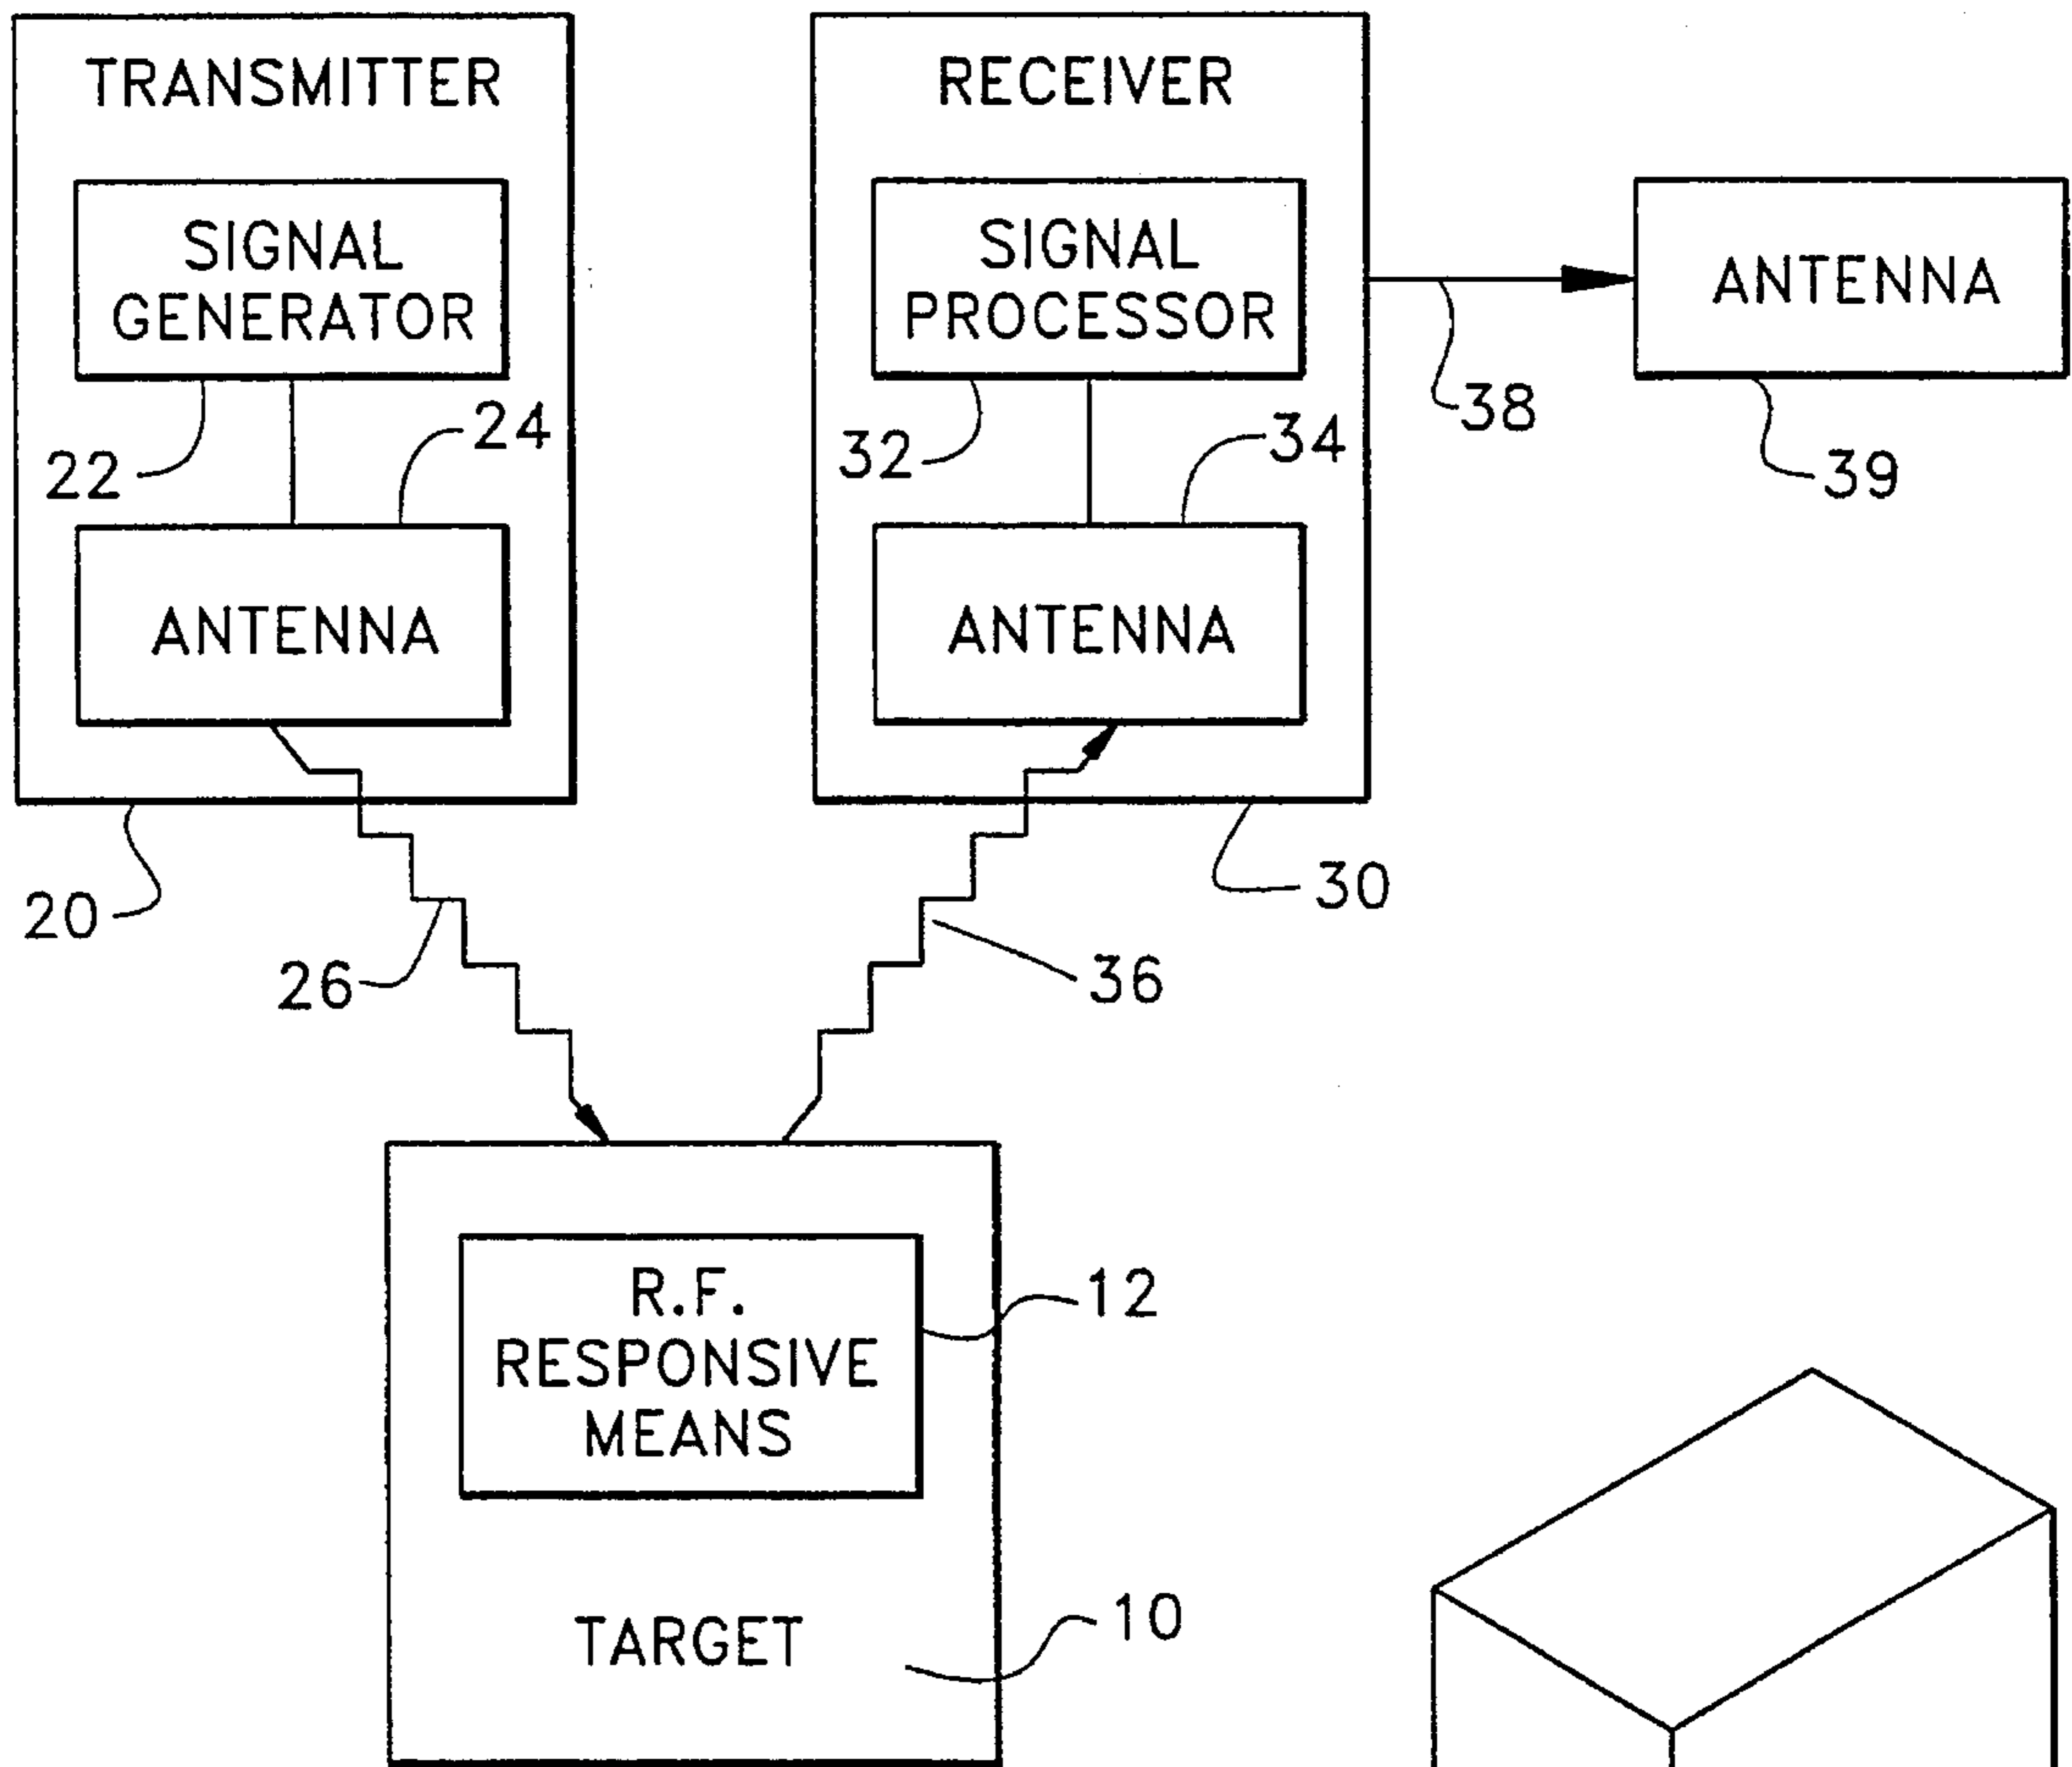 TRANSMITTER
SIGNAL
GENERATOR
22
24
ANTENNA
20
26
RECEIVER
SIGNAL
PROCESSOR
32
34
ANTENNA
30
36
38
ANTENNA
39
R.F.
RESPONSIVE
MEANS
12
TARGET
10